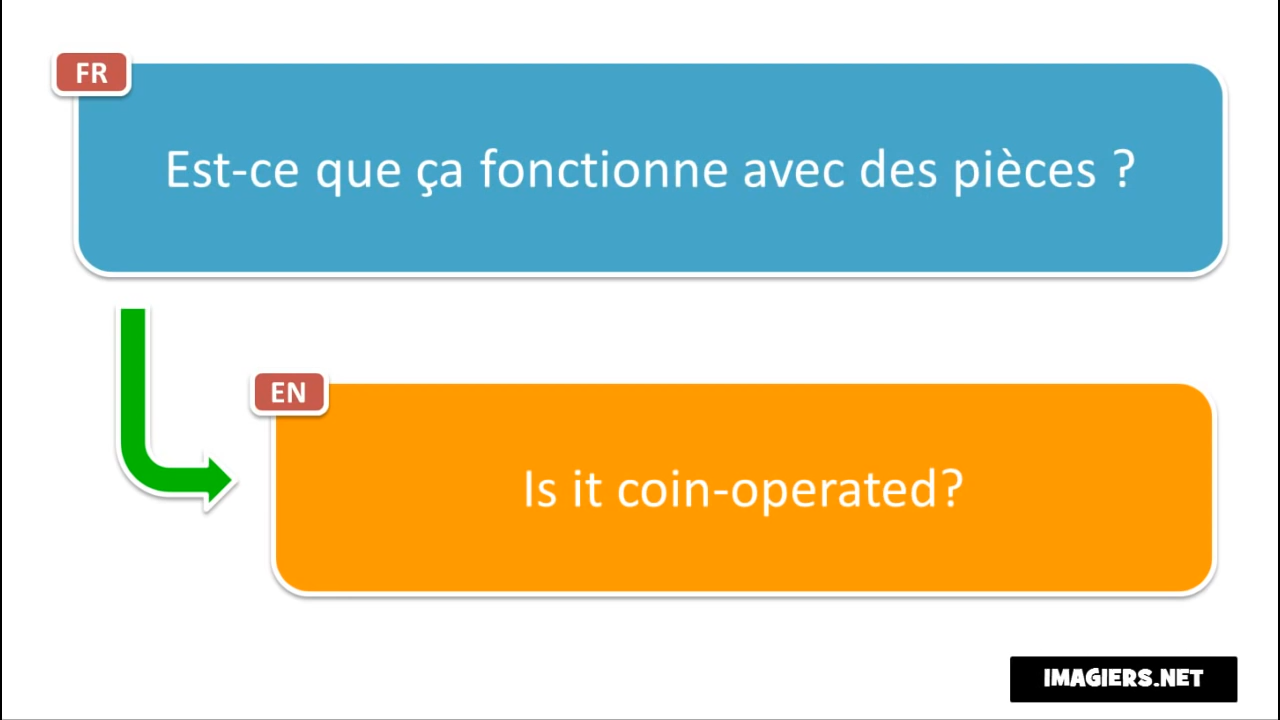 FR
Est-ce que ça fonctionne avec des pièces ?
EN
Is it coin-operated?
IMAGIERS.NET